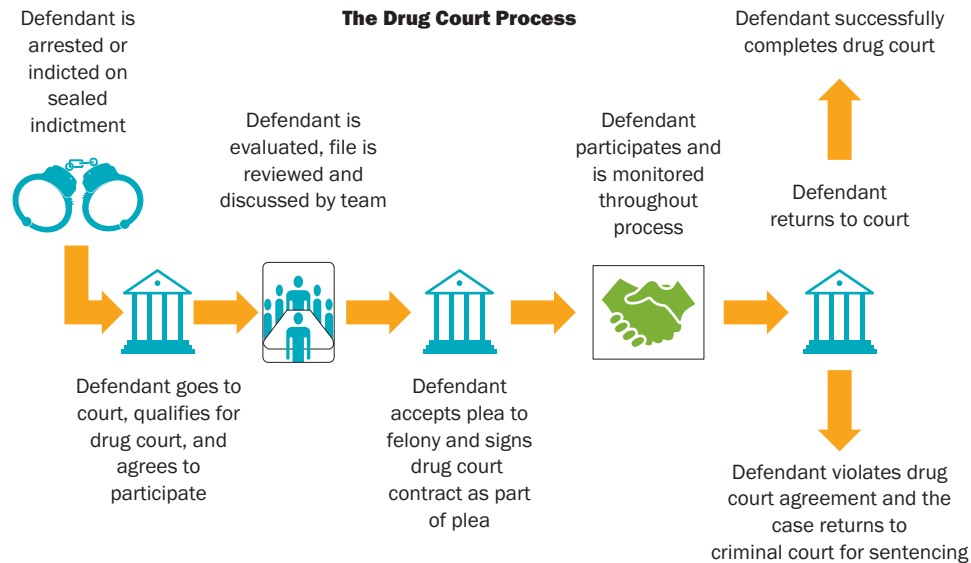 The Drug Court Process
Defendant is
arrested or
indicted on
sealed
indictment
Defendant goes to
court, qualifies for
drug court, and
agrees to
participate
Defendant is
evaluated, file is
reviewed and
discussed by team
Defendant
accepts plea to
felony and signs
drug court
contract as part
of plea
Defendant
participates and
is monitored
throughout
process
Defendant
returns to court
Defendant successfully
completes drug court
Defendant violates drug
court agreement and the
case returns to
criminal court for sentencing